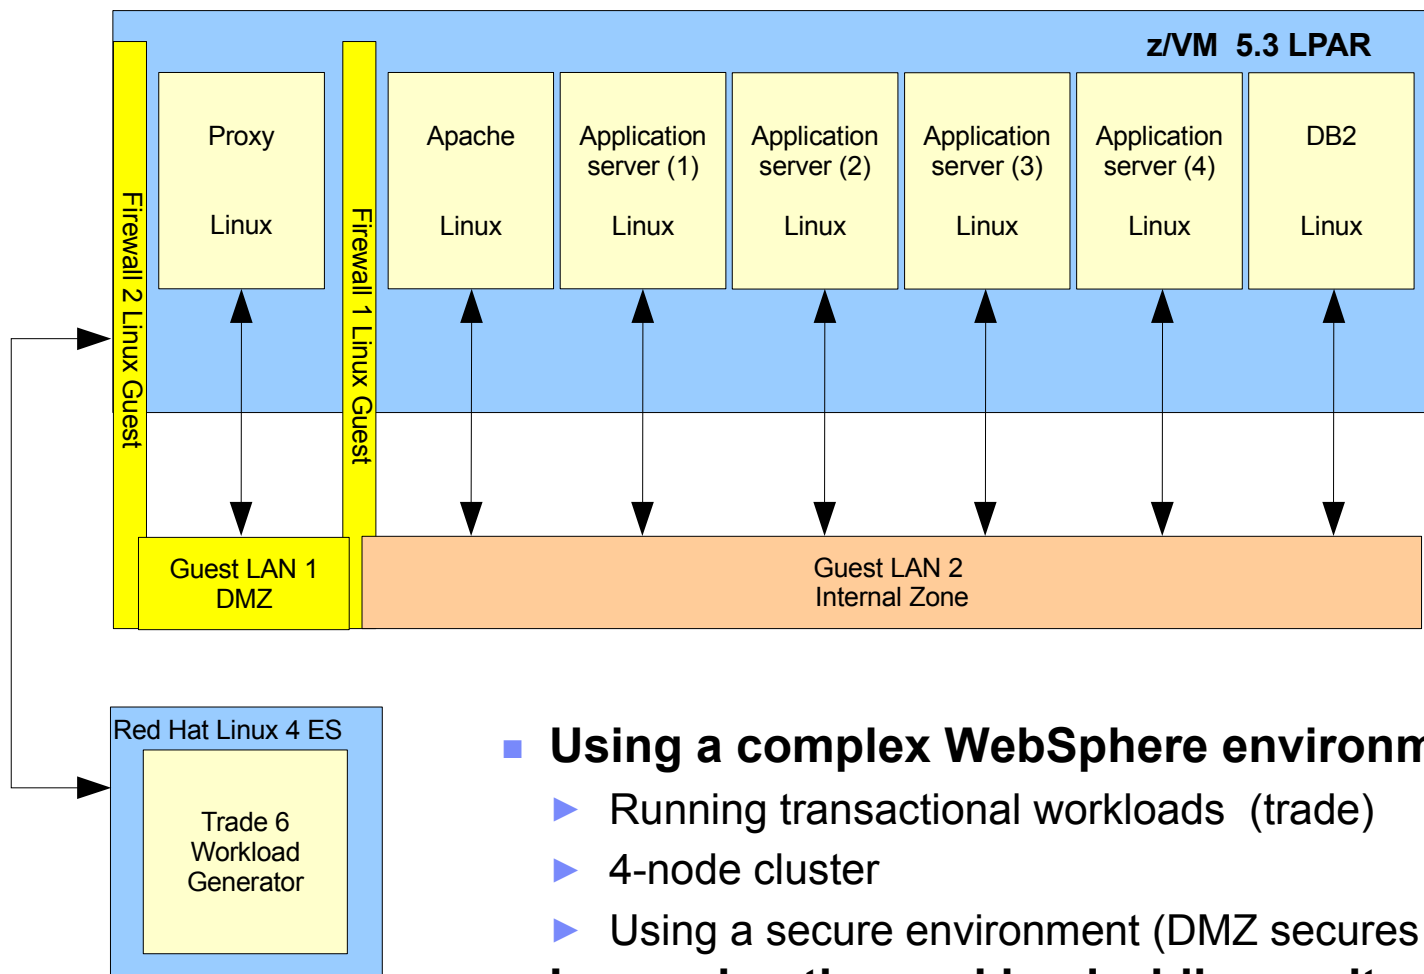 z/VM 5.3 LPAR
Proxy
Linux
Apache
Linux
Application
server (1)
Linux
Application
server (2)
Linux
Application
server (3)
Linux
Application
server (4)
Linux
DB2
Linux
Firewall 2 Linux Guest
Firewall 1 Linux Guest
Guest LAN 1
DMZ
Guest LAN 2
Internal Zone
Red Hat Linux 4 ES
Trade 6
Workload
Generator
Using a complex WebSphere
Running transactional workloads (trade)
4-node cluster
Using a secure environment (DMZ secures